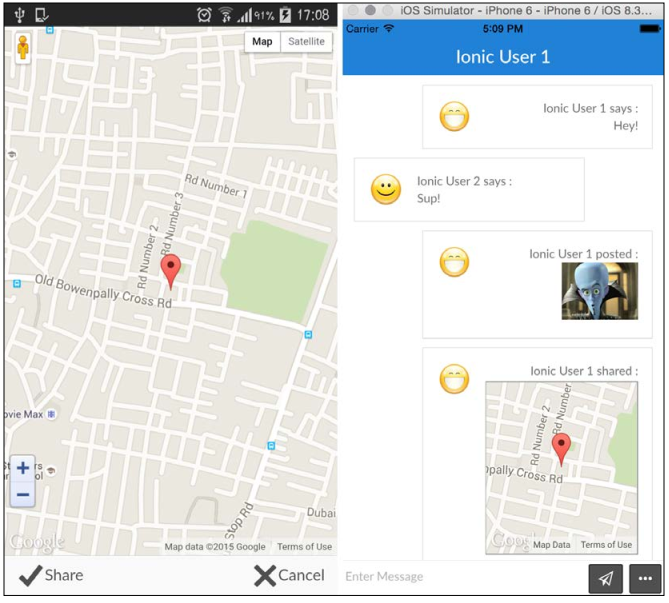 91% 17:08
Map Satellite
Rd Number 1
Rd Number 2
Rd Number 3
Old Bowenpally Cross Rd
ovie Max
ol
Stop Rd
Dubai
+
−
Google
Map data ©2015 Google Terms of Use
Share
Cancel
iOS Simulator - iPhone 6 - iPhone 6 / iOS 8.3...
Carrier 5:09 PM
Ionic User 1
Ionic User 1 says :
Hey!
Ionic User 2 says :
Sup!
Ionic User 1 posted :
Ionic User 1 shared :
Rd Number 2
Rd Number
pally Cross Rd
Google
Map Data Terms of Use
Enter Message